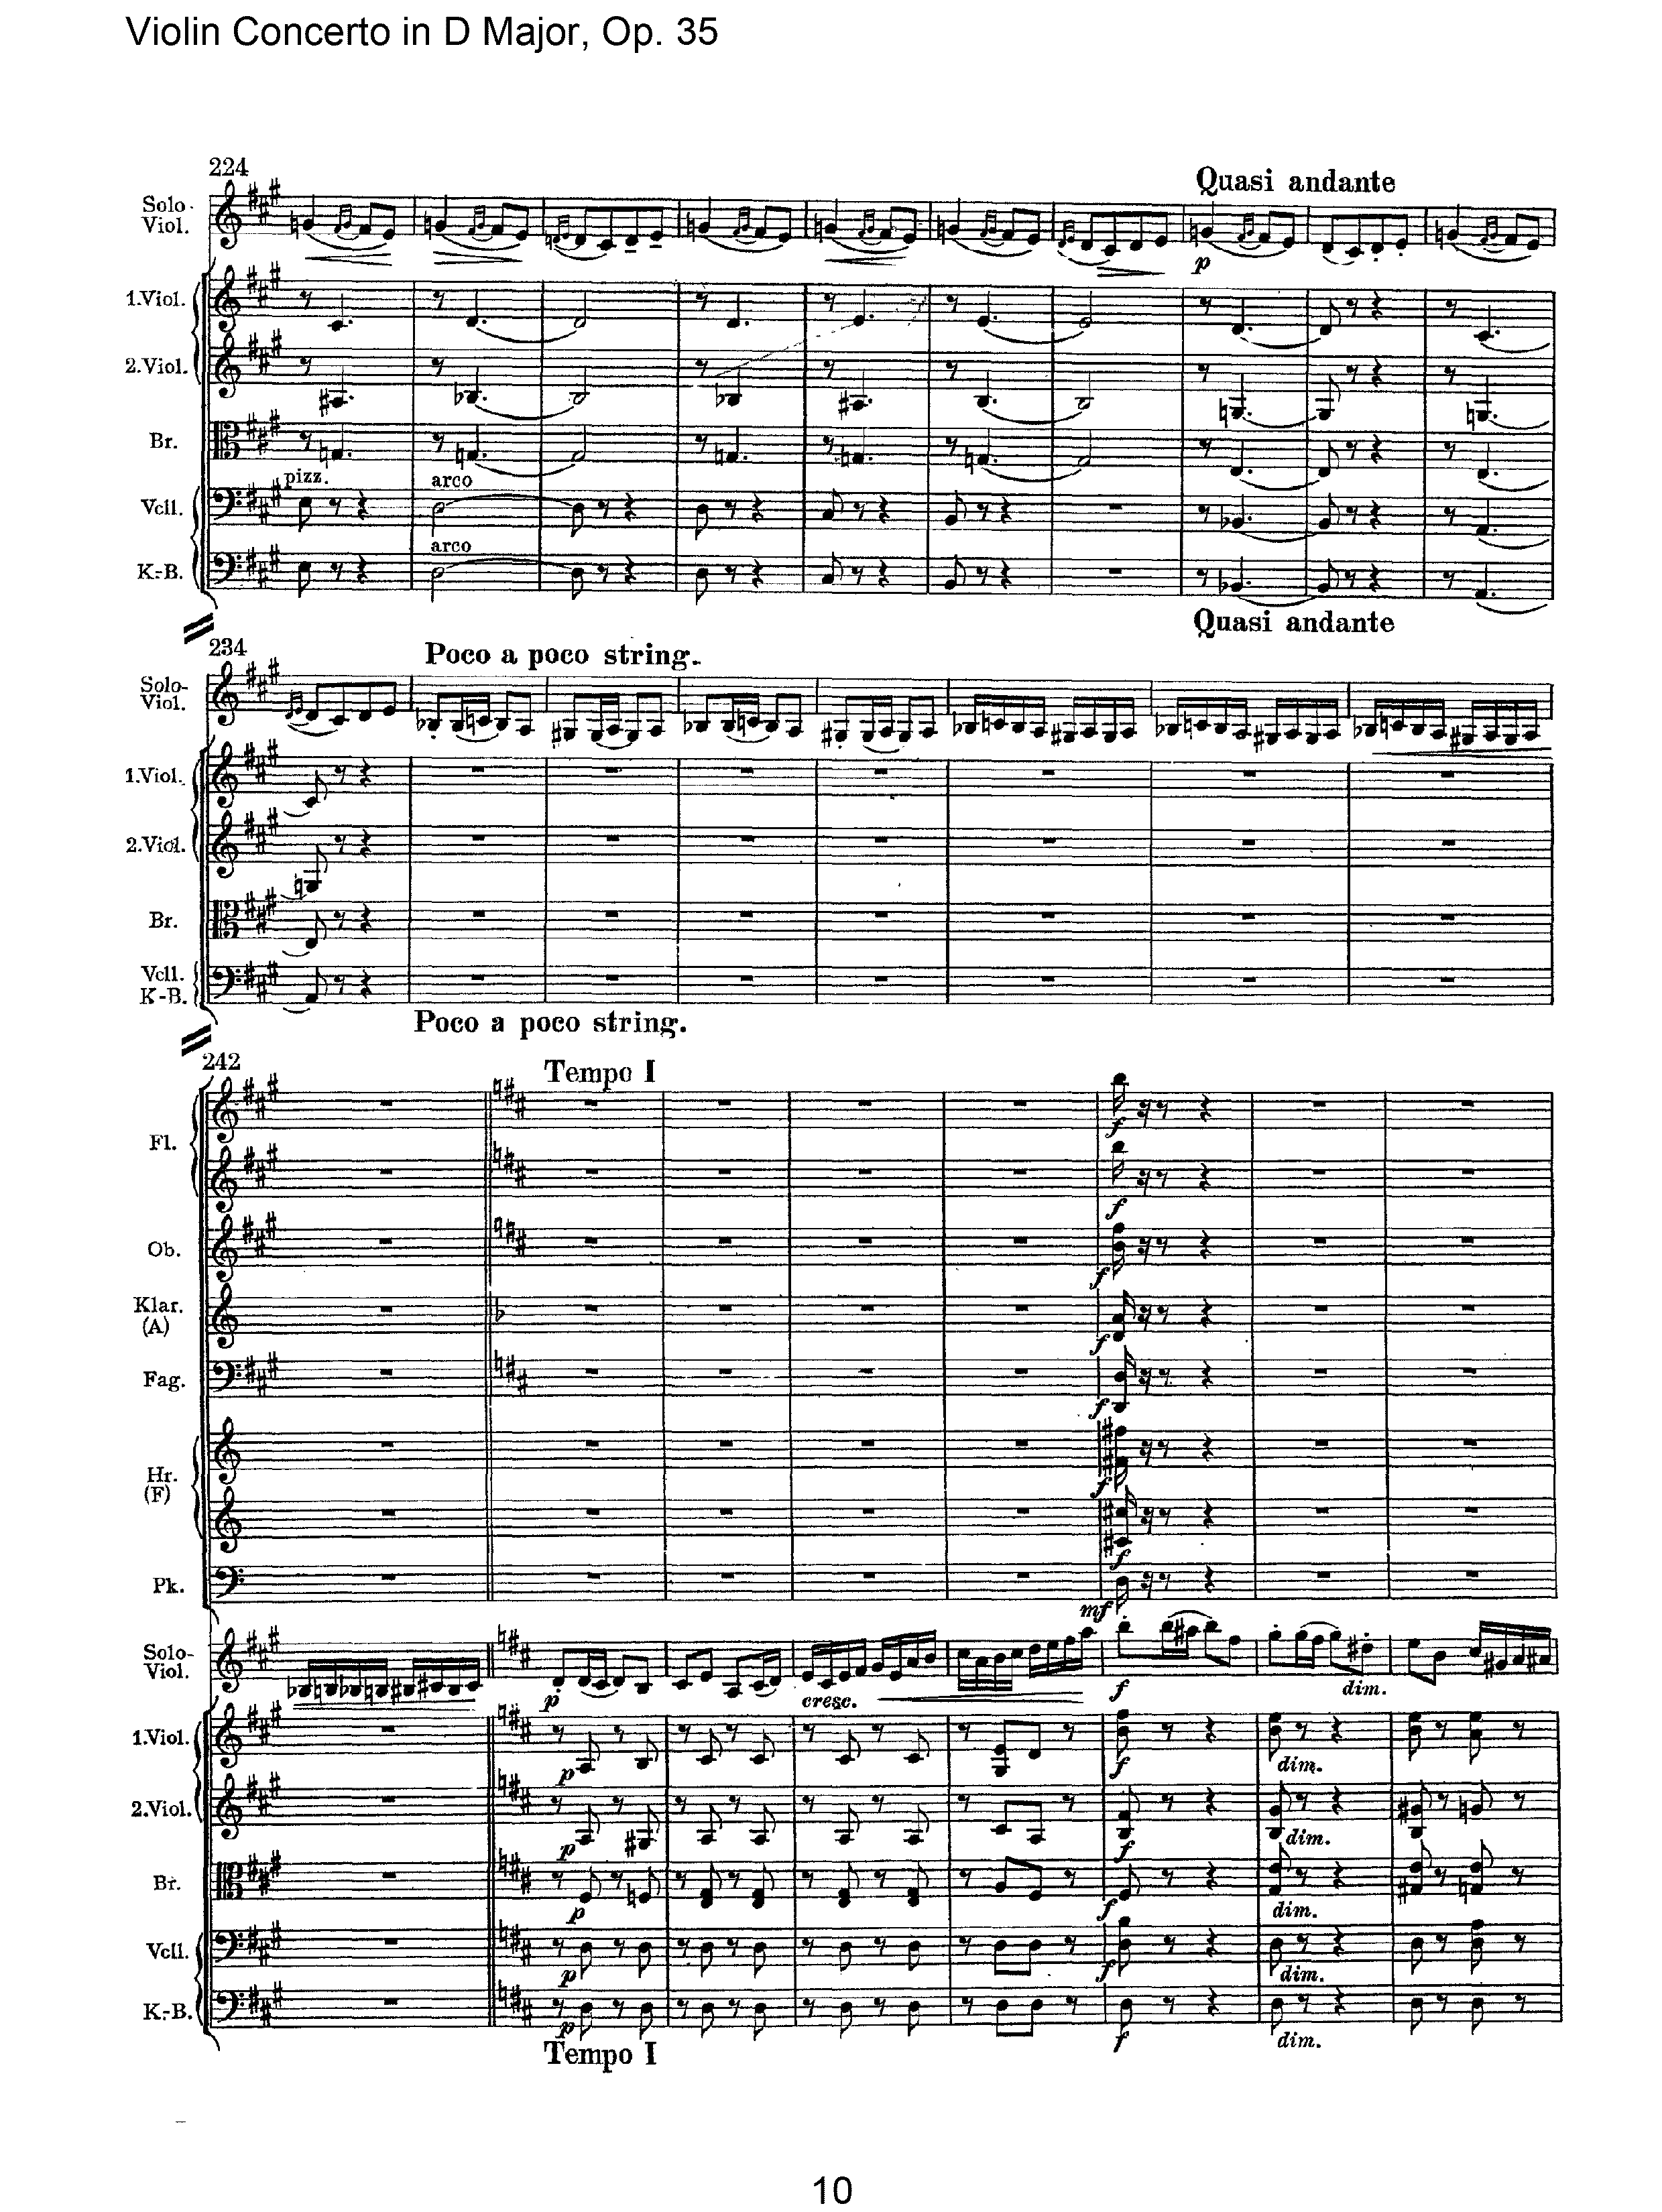 Violin Concerto in D Major, Op. 35
224
Quasi andante
Solo-
Viol.
p
1.Viol.
2.Viol.
Br.
pizz.
arco
Vcll.
arco
K.-B.
Quasi andante
234
Poco a poco string.
Solo-
Viol.
1.Viol.
2.Viol.
Br.
Vcll.
K.-B.
Poco a poco string.
242
Tempo I
Fl.
f
f
Ob.
f
Klar.
(A)
f
Fag.
f
Hr.
(F)
f
f
Pk.
mf
Solo-
Viol.
p cresc. f dim.
1.Viol.
p f dim.
2.Viol.
p f dim.
Br.
p f dim.
Vcll.
p f dim.
K.-B.
p f dim.
Tempo I
10